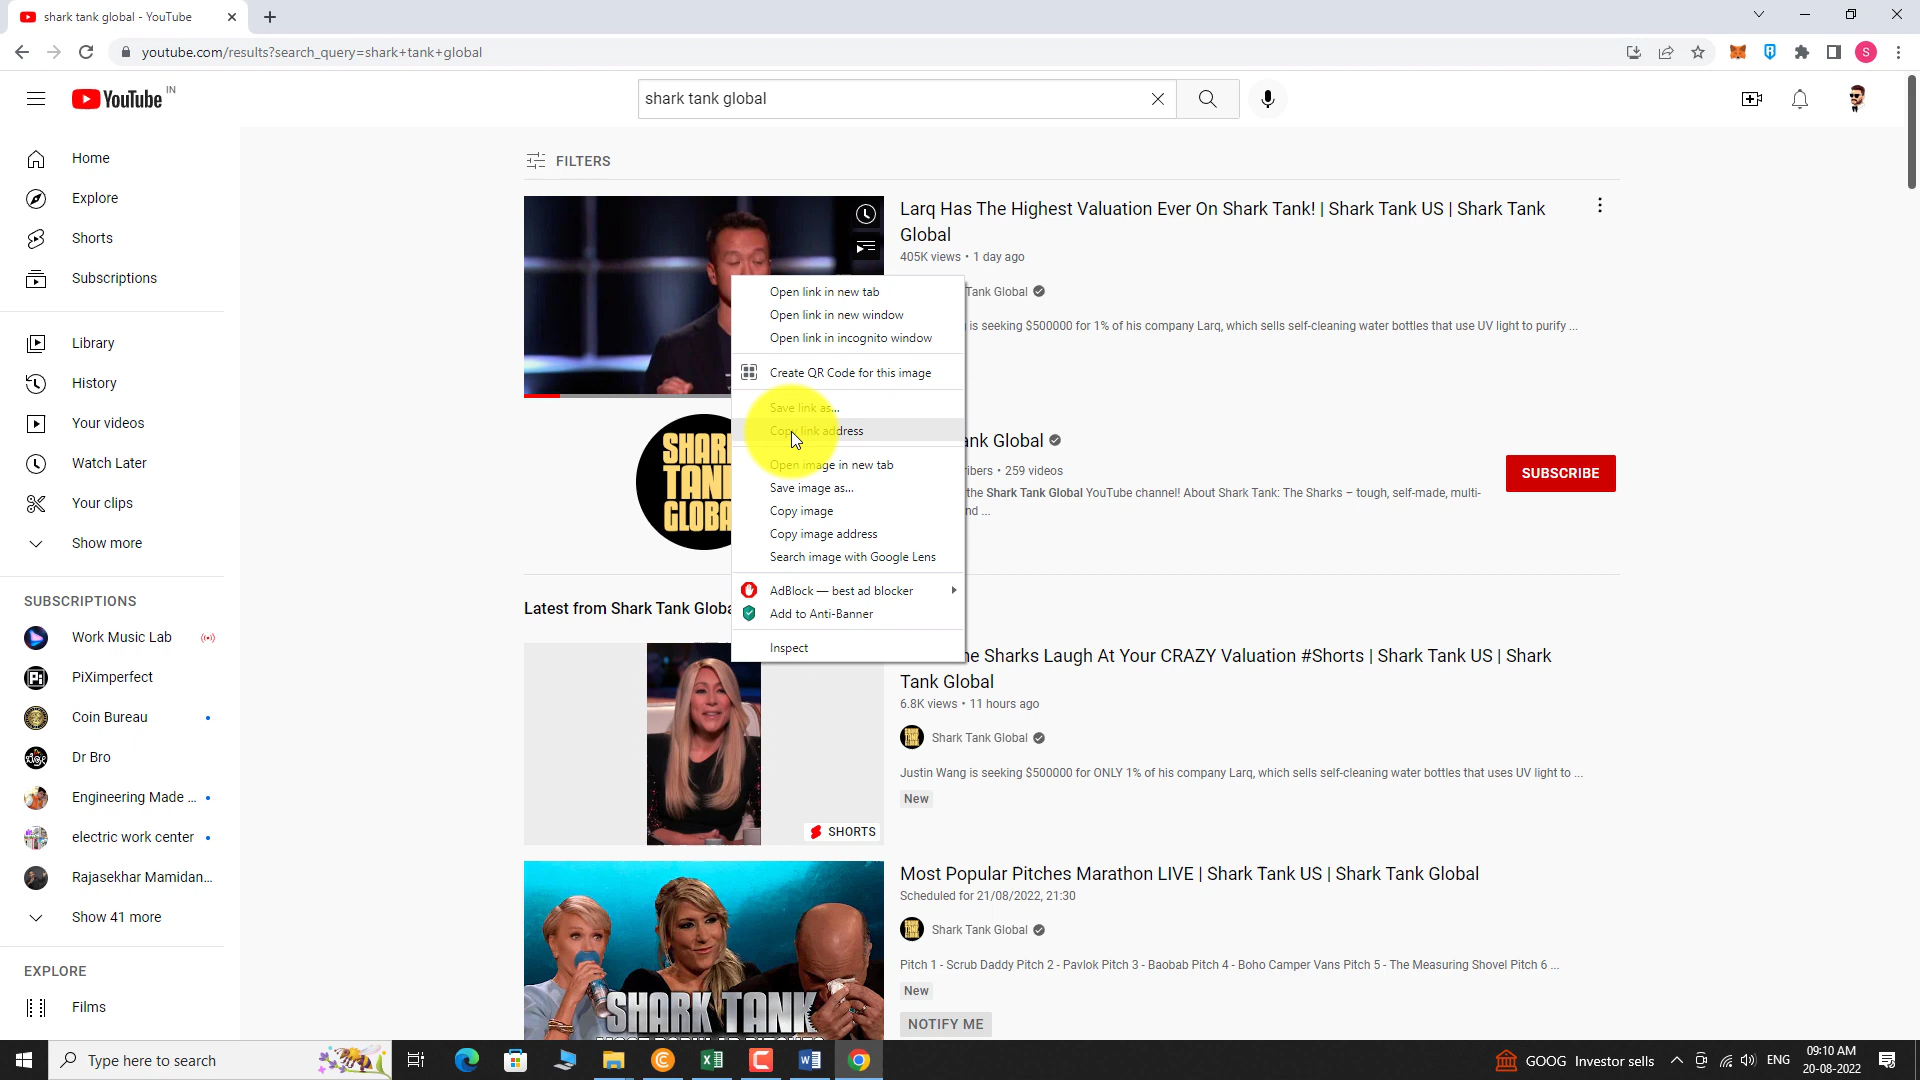 shark tank global - YouTube
youtube.com/results?search_query=shark+tank+global
S
YouTube IN
shark tank global
Home
Explore
Shorts
Subscriptions
Library
History
Your videos
Watch Later
Your clips
Show more
SUBSCRIPTIONS
Work Music Lab
PiXimperfect
Coin Bureau
Dr Bro
Engineering Made ...
electric work center
Rajasekhar Mamidan...
Show 41 more
EXPLORE
Films
FILTERS
Larq Has The Highest Valuation Ever On Shark Tank! | Shark Tank US | Shark Tank
Global
405K views • 1 day ago
Tank Global
is seeking $500000 for 1% of his company Larq, which sells self-cleaning water bottles that use UV light to purify ...
Open link in new tab
Open link in new window
Open link in incognito window
Create QR Code for this image
Save link as...
Copy link address
Open image in new tab
Save image as...
Copy image
Copy image address
Search image with Google Lens
AdBlock — best ad blocker
Add to Anti-Banner
Inspect
SHARK
TANK
GLOBAL
ank Global
ibers • 259 videos
the Shark Tank Global YouTube channel! About Shark Tank: The Sharks – tough, self-made, multi-
nd ...
SUBSCRIBE
Latest from Shark Tank Global
he Sharks Laugh At Your CRAZY Valuation #Shorts | Shark Tank US | Shark
Tank Global
6.8K views • 11 hours ago
Shark Tank Global
Justin Wang is seeking $500000 for ONLY 1% of his company Larq, which sells self-cleaning water bottles that uses UV light to ...
New
SHORTS
Most Popular Pitches Marathon LIVE | Shark Tank US | Shark Tank Global
Scheduled for 21/08/2022, 21:30
Shark Tank Global
Pitch 1 - Scrub Daddy Pitch 2 - Pavlok Pitch 3 - Baobab Pitch 4 - Boho Camper Vans Pitch 5 - The Measuring Shovel Pitch 6 ...
New
NOTIFY ME
SHARK TANK
Type here to search
GOOG Investor sells
ENG
09:10 AM
20-08-2022